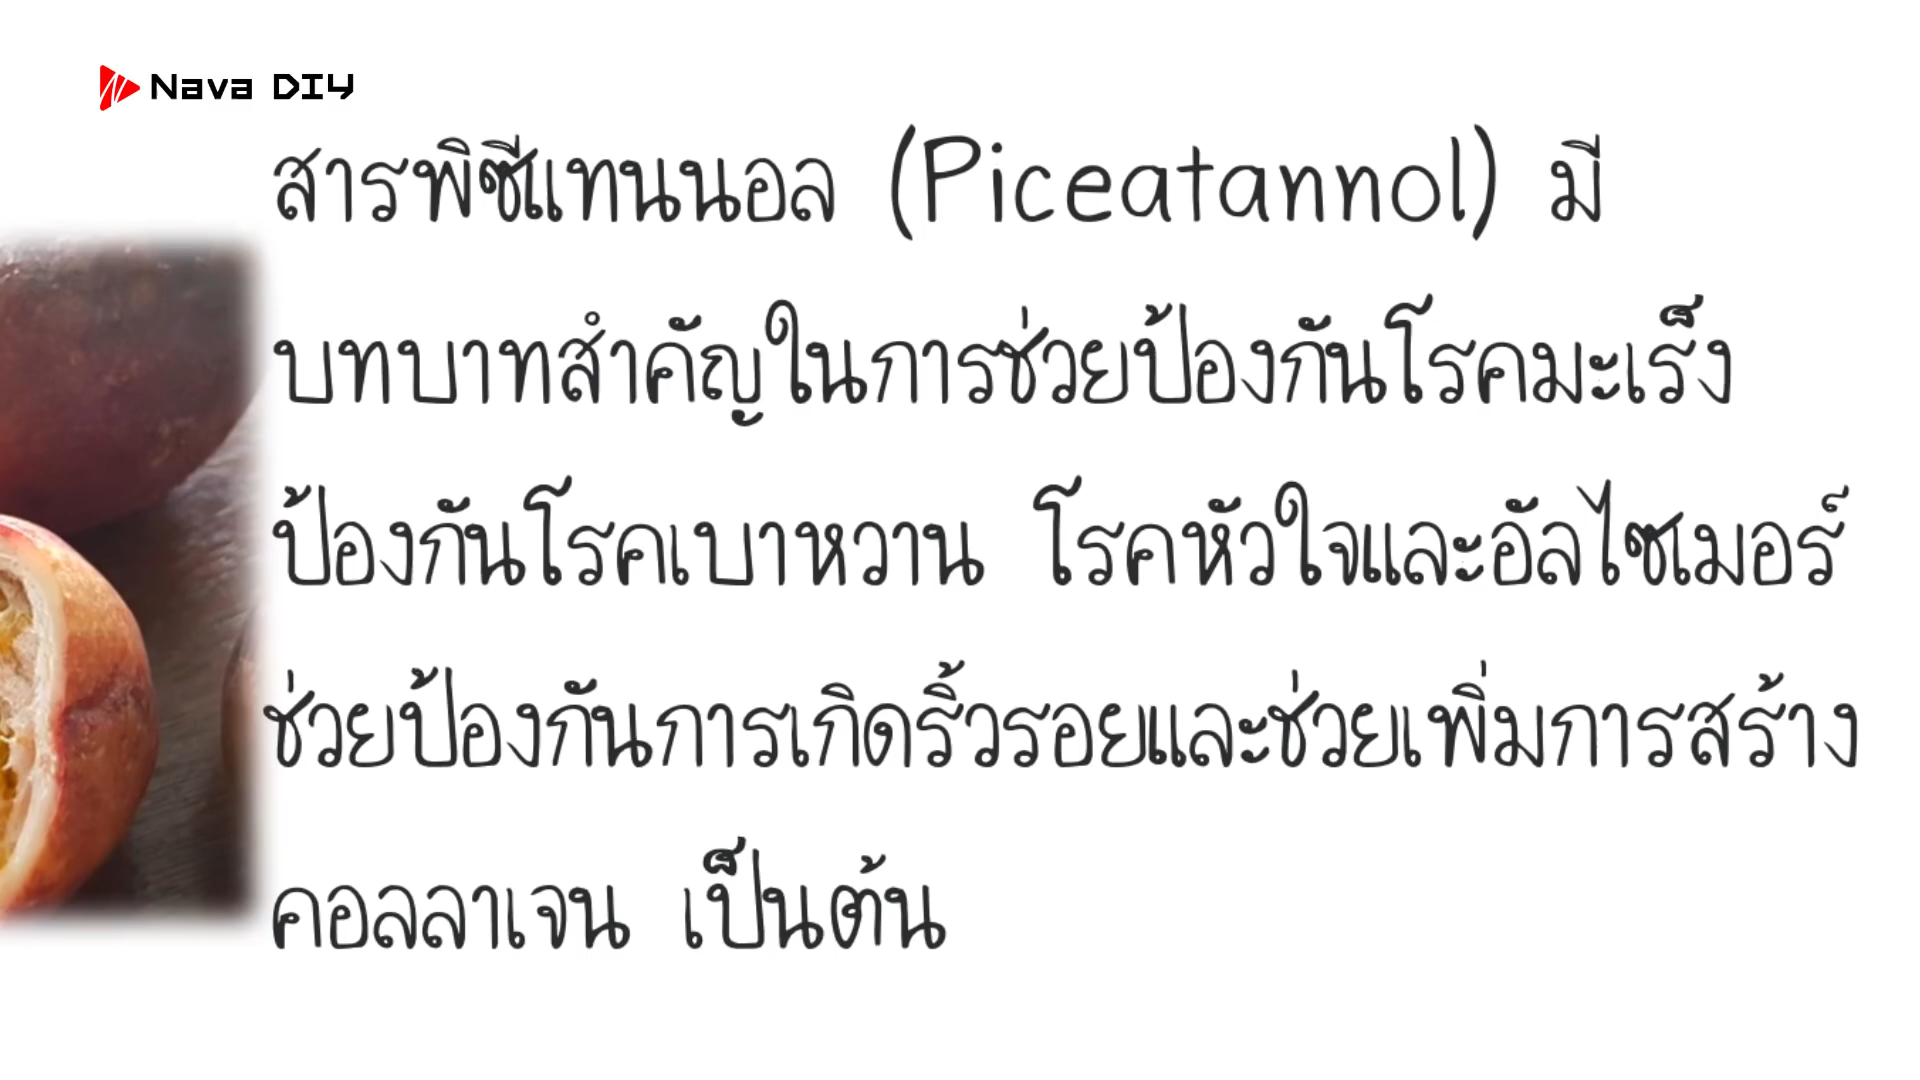 Nava DIY
สารพิซีแทนนอล (Piceatannol) มี
บทบาทสำคัญในการช่วยป้องกันโรคมะเร็ง
ป้องกันโรคเบาหวาน โรคหัวใจและอัลไซเมอร์
ช่วยป้องกันการเกิดริ้วรอยและช่วยเพิ่มการสร้าง
คอลลาเจน เป็นต้น